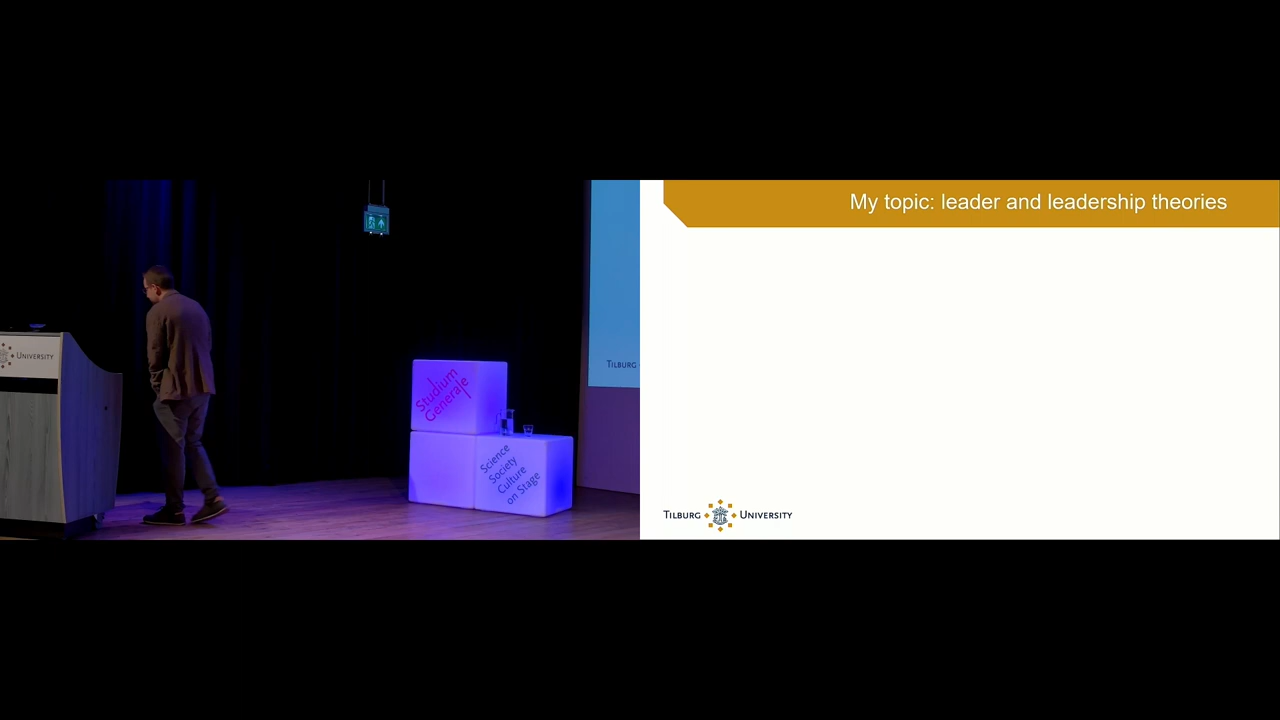 UNIVERSITY
Studium
Generale
Science
Society
Culture
on Stage
TILBURG
My topic: leader and leadership theories
TILBURG UNIVERSITY